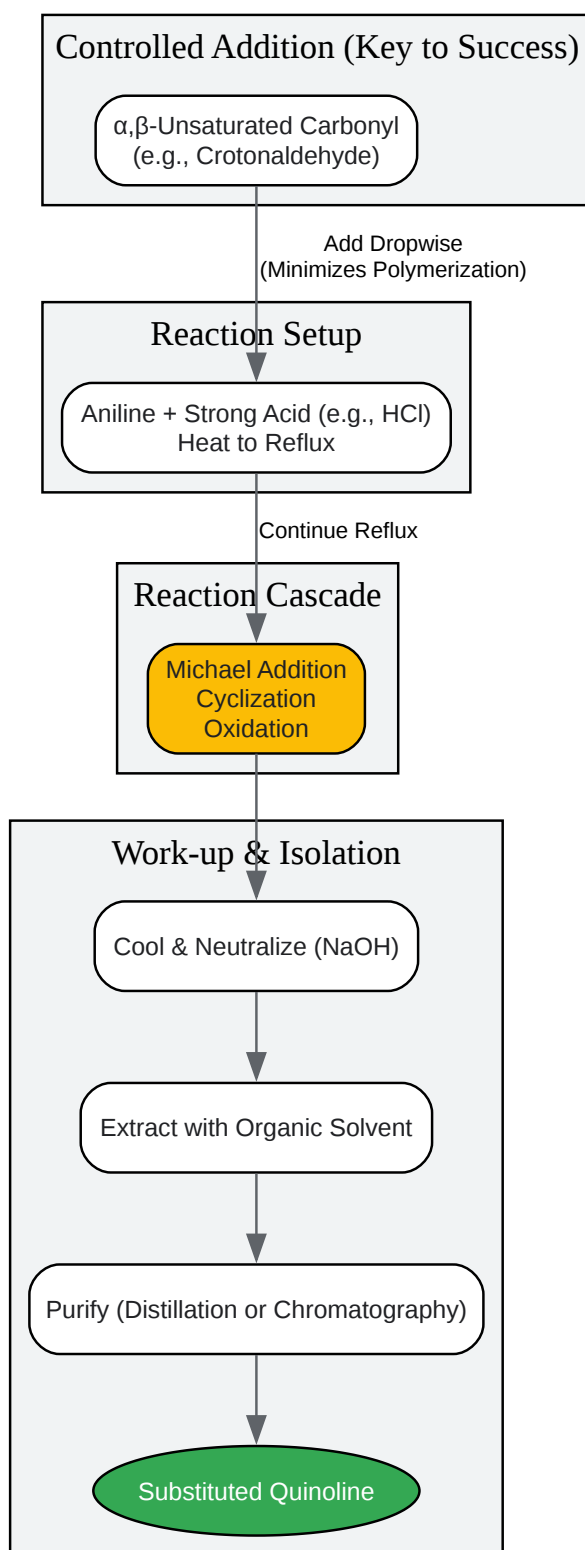 Controlled Addition (Key to Success)
α,β-Unsaturated Carbonyl
(e.g., Crotonaldehyde)
Add Dropwise
(Minimizes Polymerization)
Reaction Setup
Aniline + Strong Acid (e.g., HCl)
Heat to Reflux
Continue Reflux
Reaction Cascade
Michael Addition
Cyclization
Oxidation
Work-up & Isolation
Cool & Neutralize (NaOH)
Extract with Organic Solvent
Purify (Distillation or Chromatography)
Substituted Quinoline